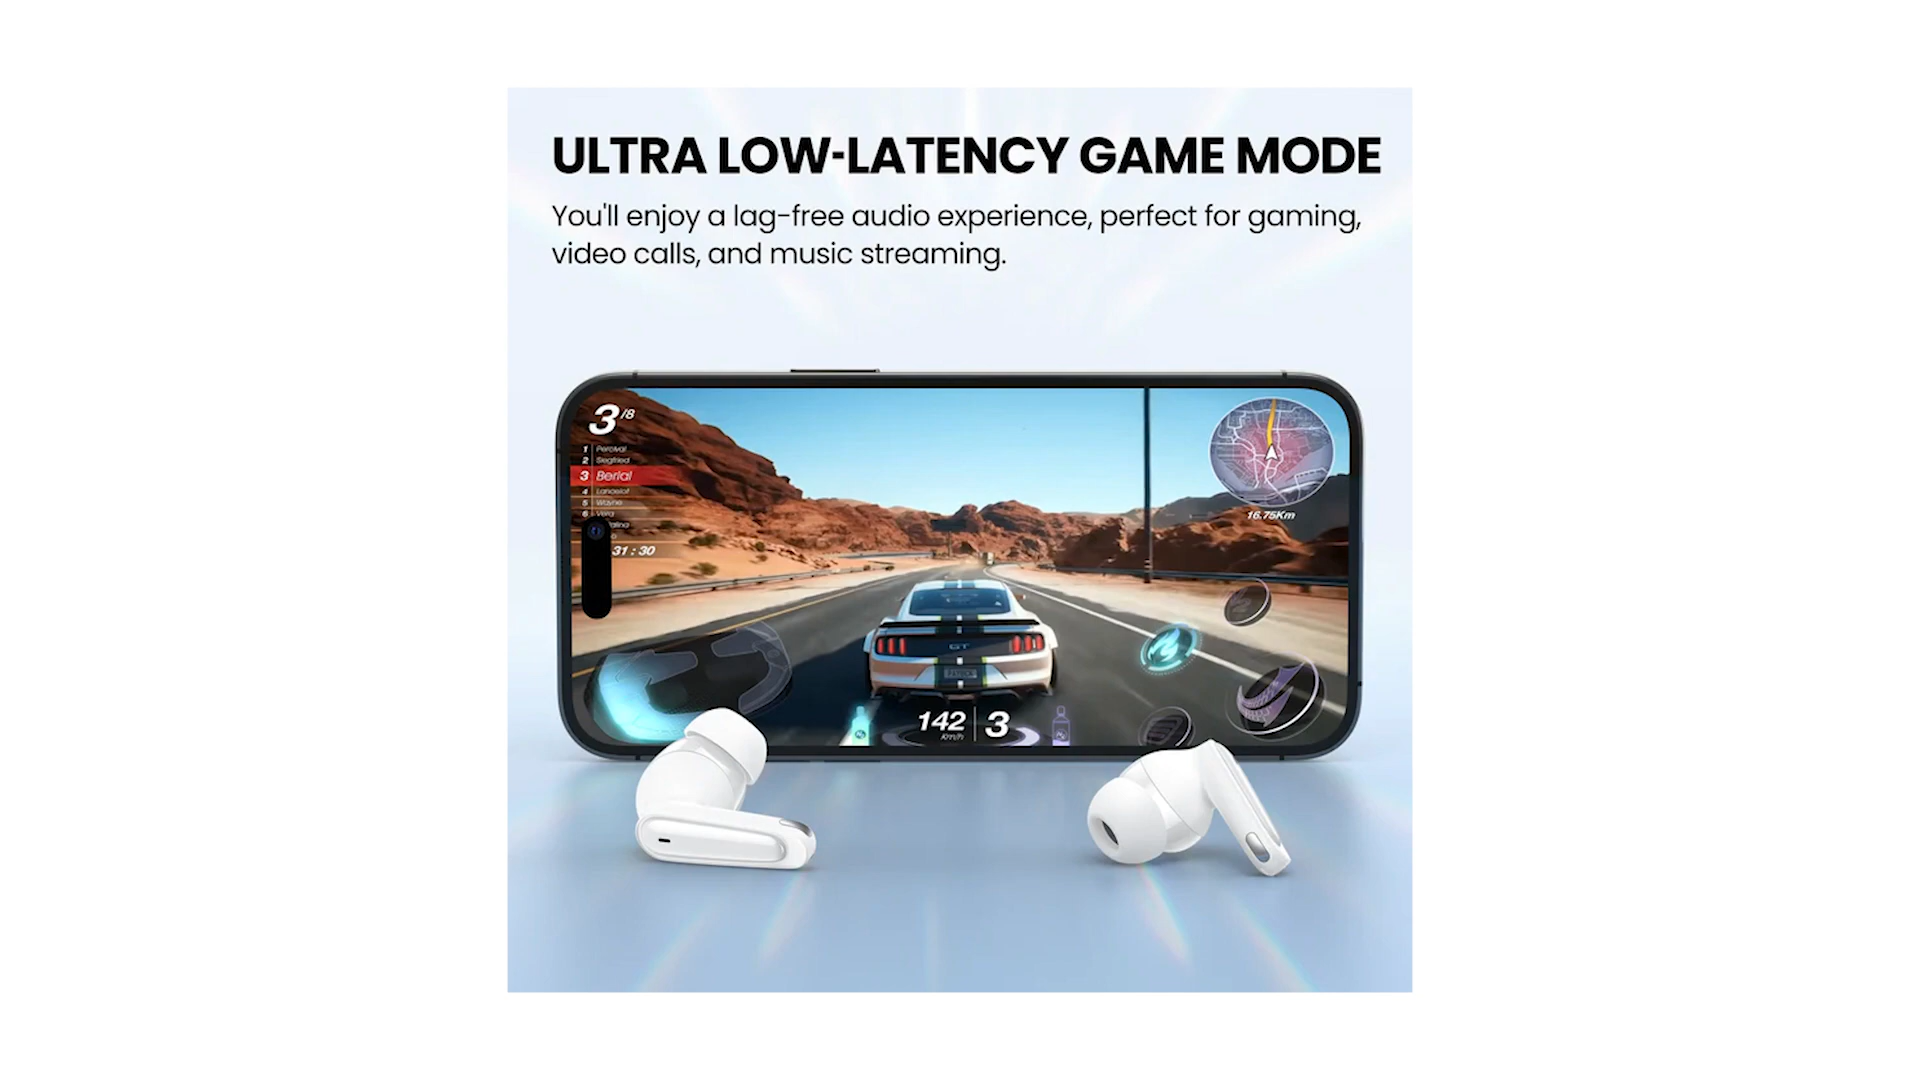 ULTRA LOW-LATENCY GAME MODE
You'll enjoy a lag-free audio experience, perfect for gaming,
video calls, and music streaming.
3/8
1 Percival
2 Siegfried
3 Berial
4 Lancelot
5 Wayne
6 Vera
31 : 30
16.75Km
GT
142 3
Km/h